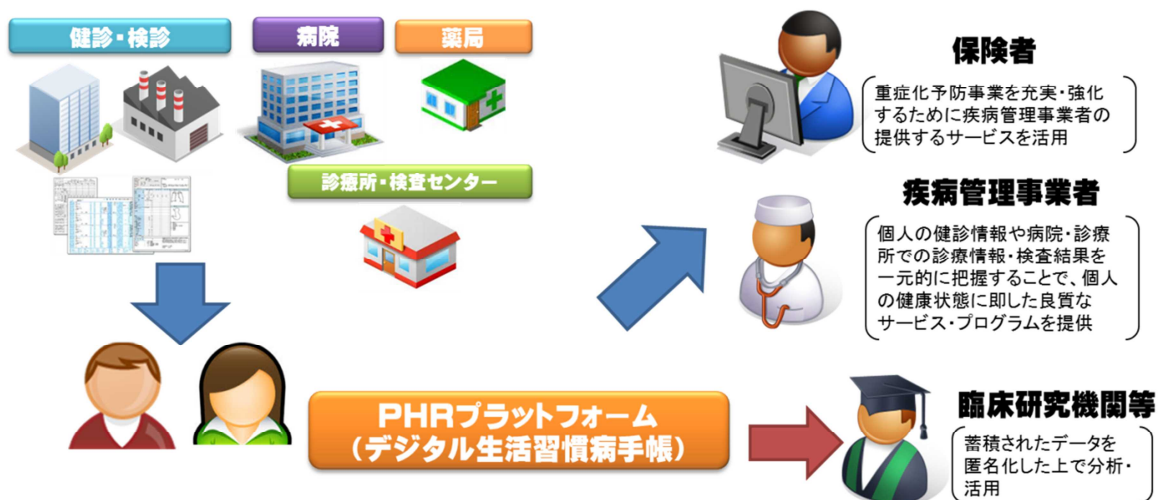 健診・検診
病院
薬局
診療所・検査センター
保険者
重症化予防事業を充実・強化
するために疾病管理事業者の
提供するサービスを活用
疾病管理事業者
個人の健診情報や病院・診療
所での診療情報・検査結果を
一元的に把握することで、個人
の健康状態に即した良質な
サービス・プログラムを提供
PHRプラットフォーム
（デジタル生活習慣病手帳）
臨床研究機関等
蓄積されたデータを
匿名化した上で分析・
活用